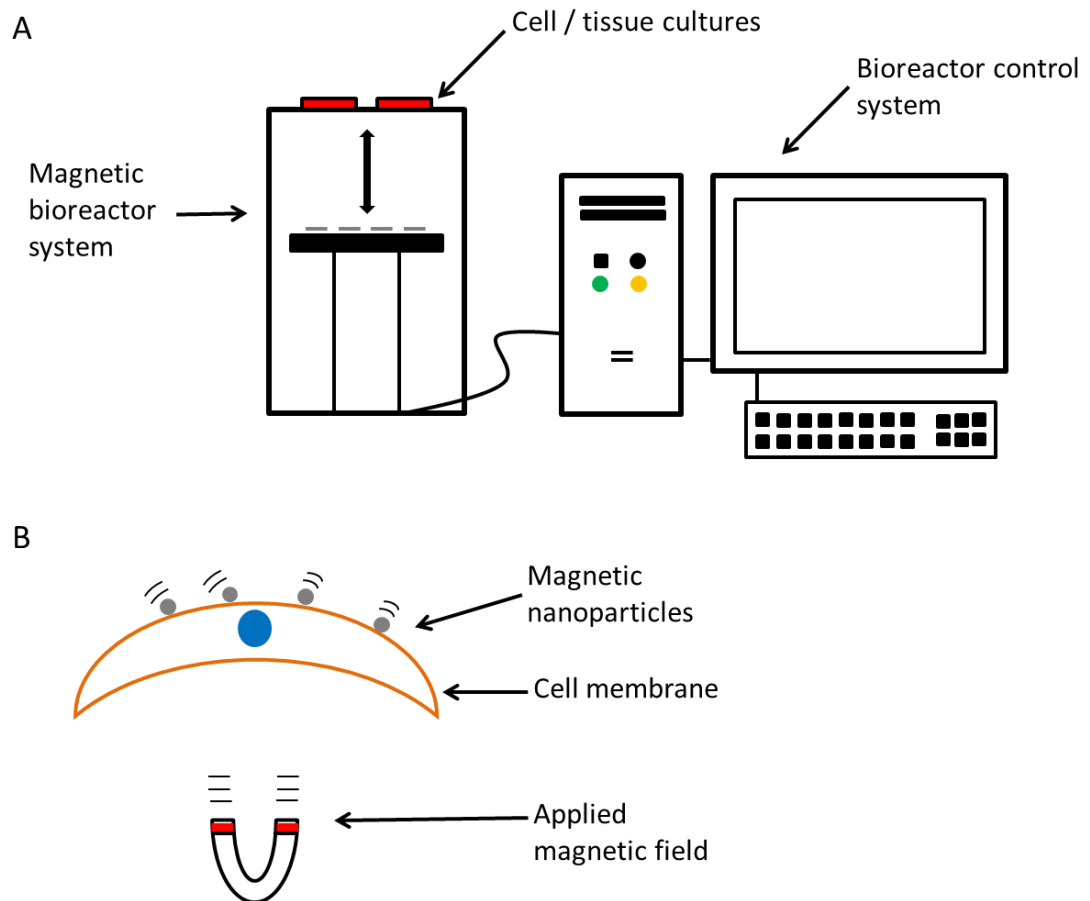 A
Cell / tissue cultures
Bioreactor control
system
Magnetic
bioreactor
system
B
Magnetic
nanoparticles
Cell membrane
Applied
magnetic field